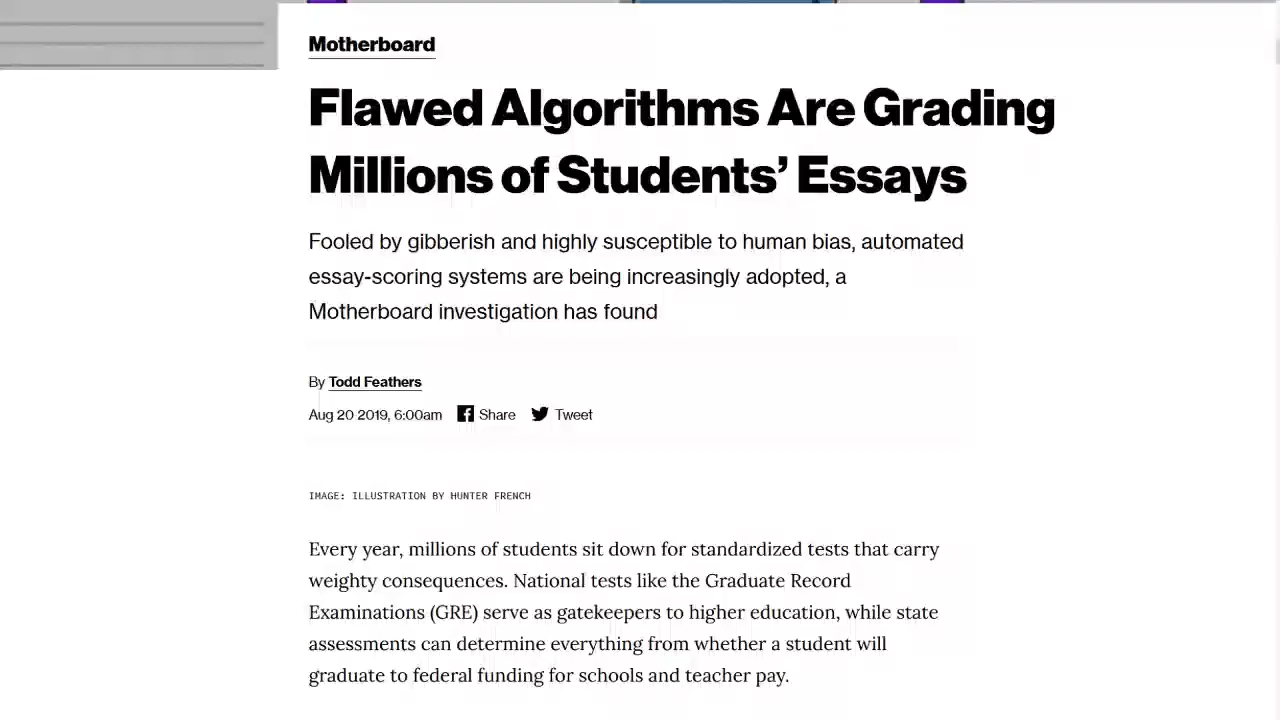 Motherboard
Flawed Algorithms Are Grading
Millions of Students’ Essays
Fooled by gibberish and highly susceptible to human bias, automated
essay-scoring systems are being increasingly adopted, a
Motherboard investigation has found
By Todd Feathers
Aug 20 2019, 6:00am Share Tweet
IMAGE: ILLUSTRATION BY HUNTER FRENCH
Every year, millions of students sit down for standardized tests that carry
weighty consequences. National tests like the Graduate Record
Examinations (GRE) serve as gatekeepers to higher education, while state
assessments can determine everything from whether a student will
graduate to federal funding for schools and teacher pay.